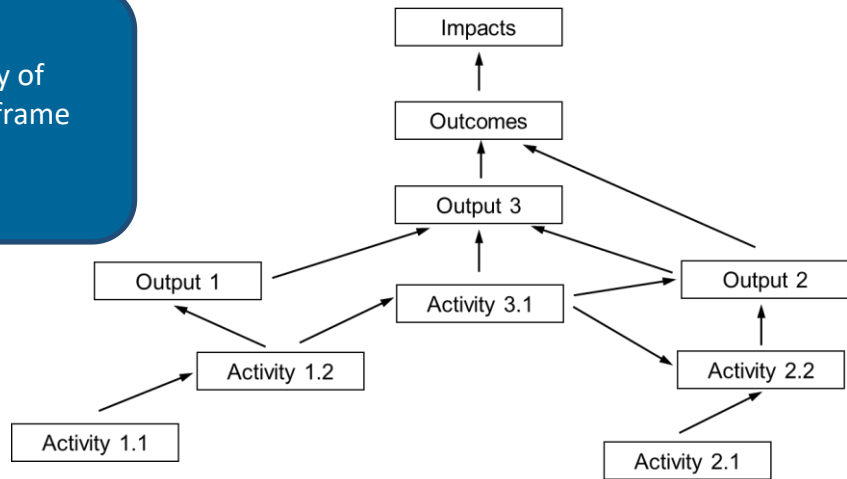 y of
frame
Impacts
Outcomes
Output 3
Output 1
Output 2
Activity 3.1
Activity 1.2
Activity 2.2
Activity 1.1
Activity 2.1